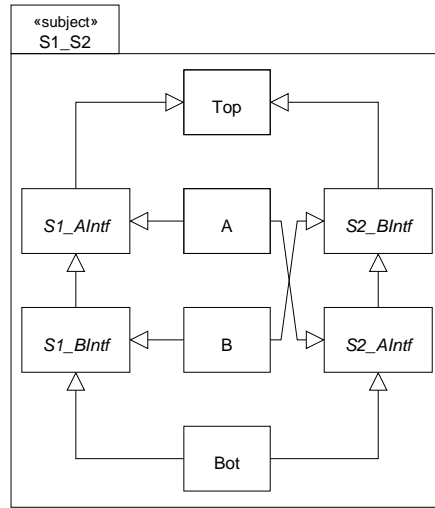 «subject»
S1_S2
Top
S1_AIntf
A
S2_BIntf
S1_BIntf
B
S2_AIntf
Bot